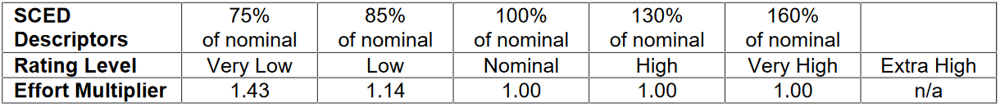 SCED Descriptors 75% of nominal 85% of nominal 100% of nominal 130% of nominal 160% of nominal
Rating Level Very Low Low Nominal High Very High Extra High
Effort Multiplier 1.43 1.14 1.00 1.00 1.00 n/a